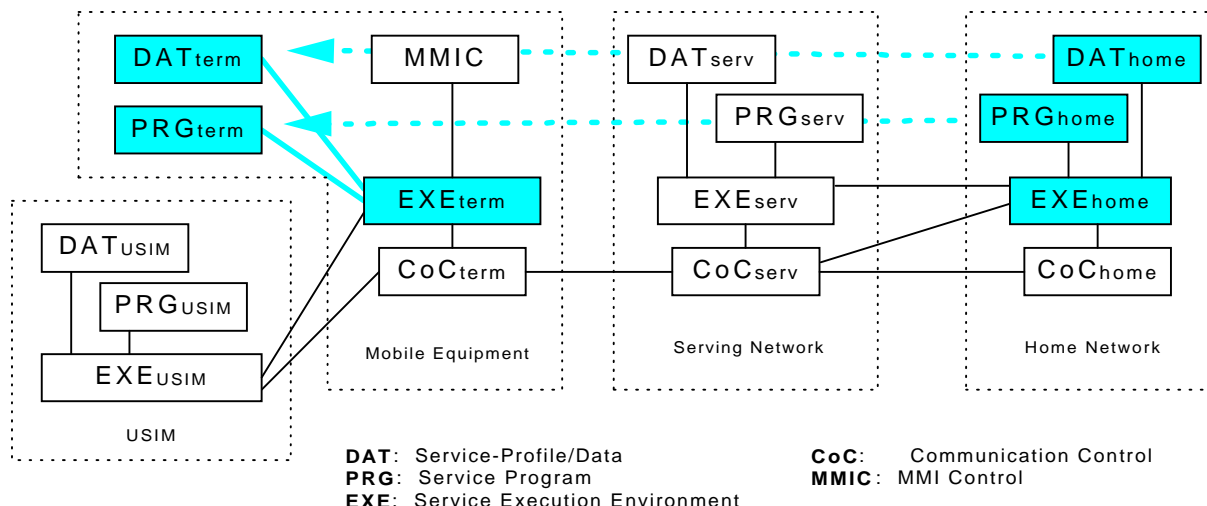 DATterm
MMIC
DATserv
DAThome
PRGterm
PRGserv
PRGhome
EXEterm
EXEserv
EXEhome
DATUSIM
CoCterm
CoCserv
CoChome
PRGUSIM
Mobile Equipment
Serving Network
Home Network
EXEUSIM
USIM
DAT: Service-Profile/Data
CoC: Communication Control
PRG: Service Program
MMIC: MMI Control
EXE: Service Execution Environment